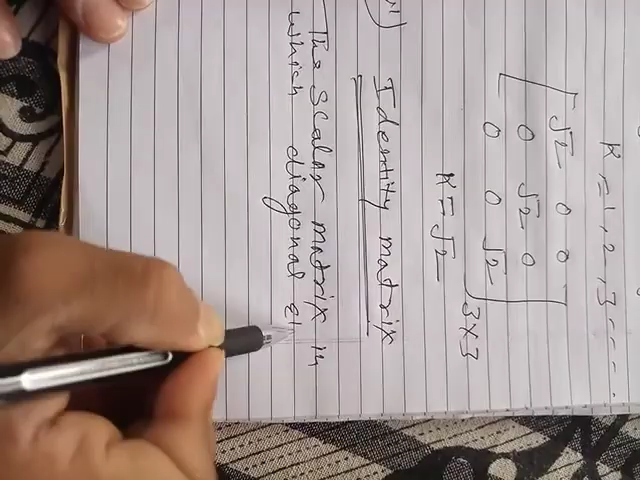 K = 1, 2, 3 - - - - .
√2 0 0
0 √2 0
0 0 √2
3×3
K = √2
Identity matrix
The Scalar matrix in
which diagonal el